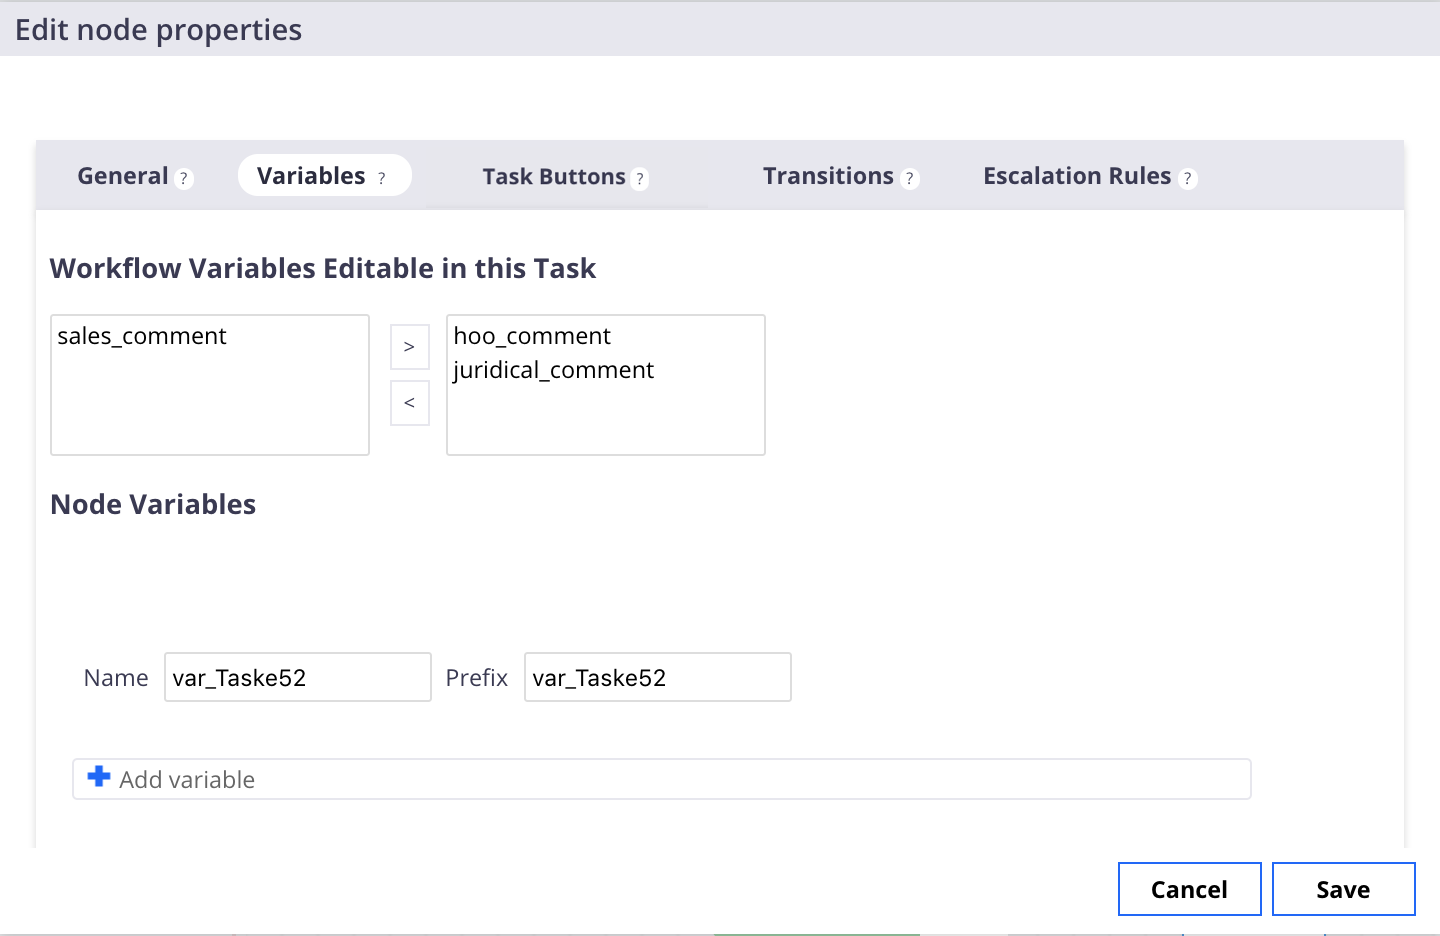 Edit node properties
General ?
Variables ?
Task Buttons ?
Transitions ?
Escalation Rules ?
Workflow Variables Editable in this Task
sales_comment
>
<
hoo_comment
juridical_comment
Node Variables
Name var_Taske52 Prefix var_Taske52
Add variable
Cancel
Save